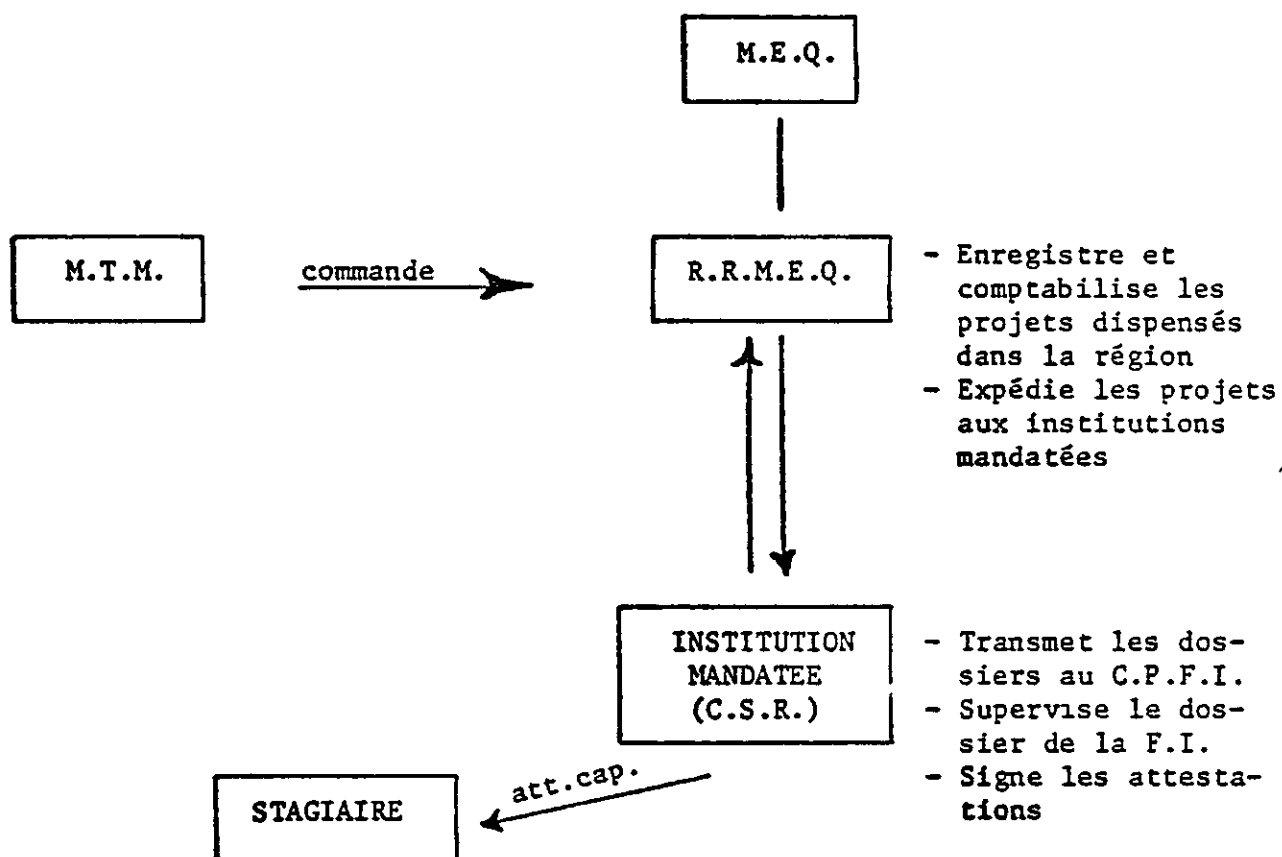 M.E.Q.
M.T.M.
commande
R.R.M.E.Q.
- Enregistre et
comptabilise les
projets dispensés
dans la région
- Expédie les projets
aux institutions
mandatées
INSTITUTION
MANDATEE
(C.S.R.)
- Transmet les dos-
siers au C.P.F.I.
- Supervise le dos-
sier de la F.I.
- Signe les attesta-
tions
att.cap.
STAGIAIRE